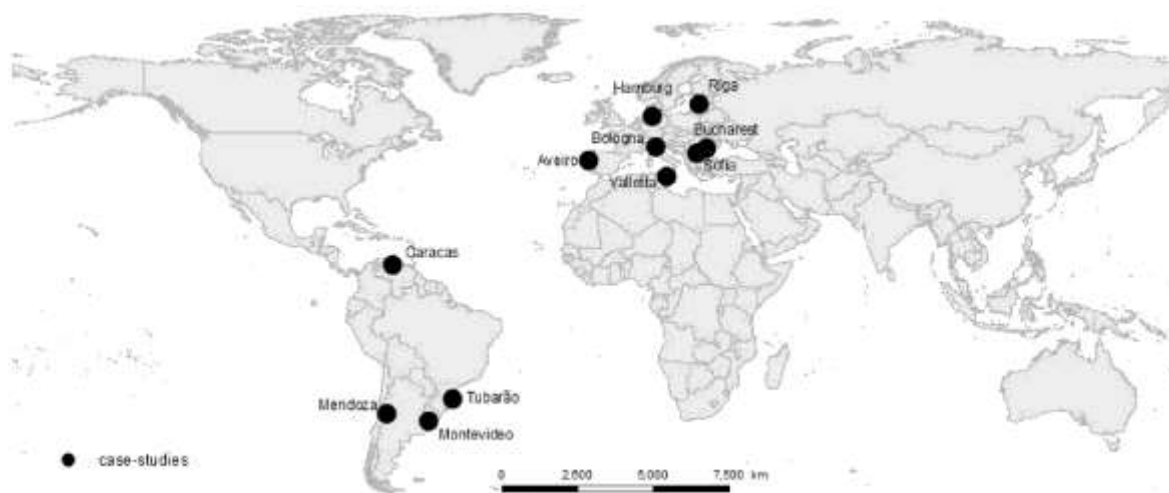 Hamburg
Riga
Bologna
Bucharest
Aveiro
Sofia
Valletta
Caracas
Mendoza
Tubarão
Montevideo
case-studies
0 2,500 5,000 7,500 km